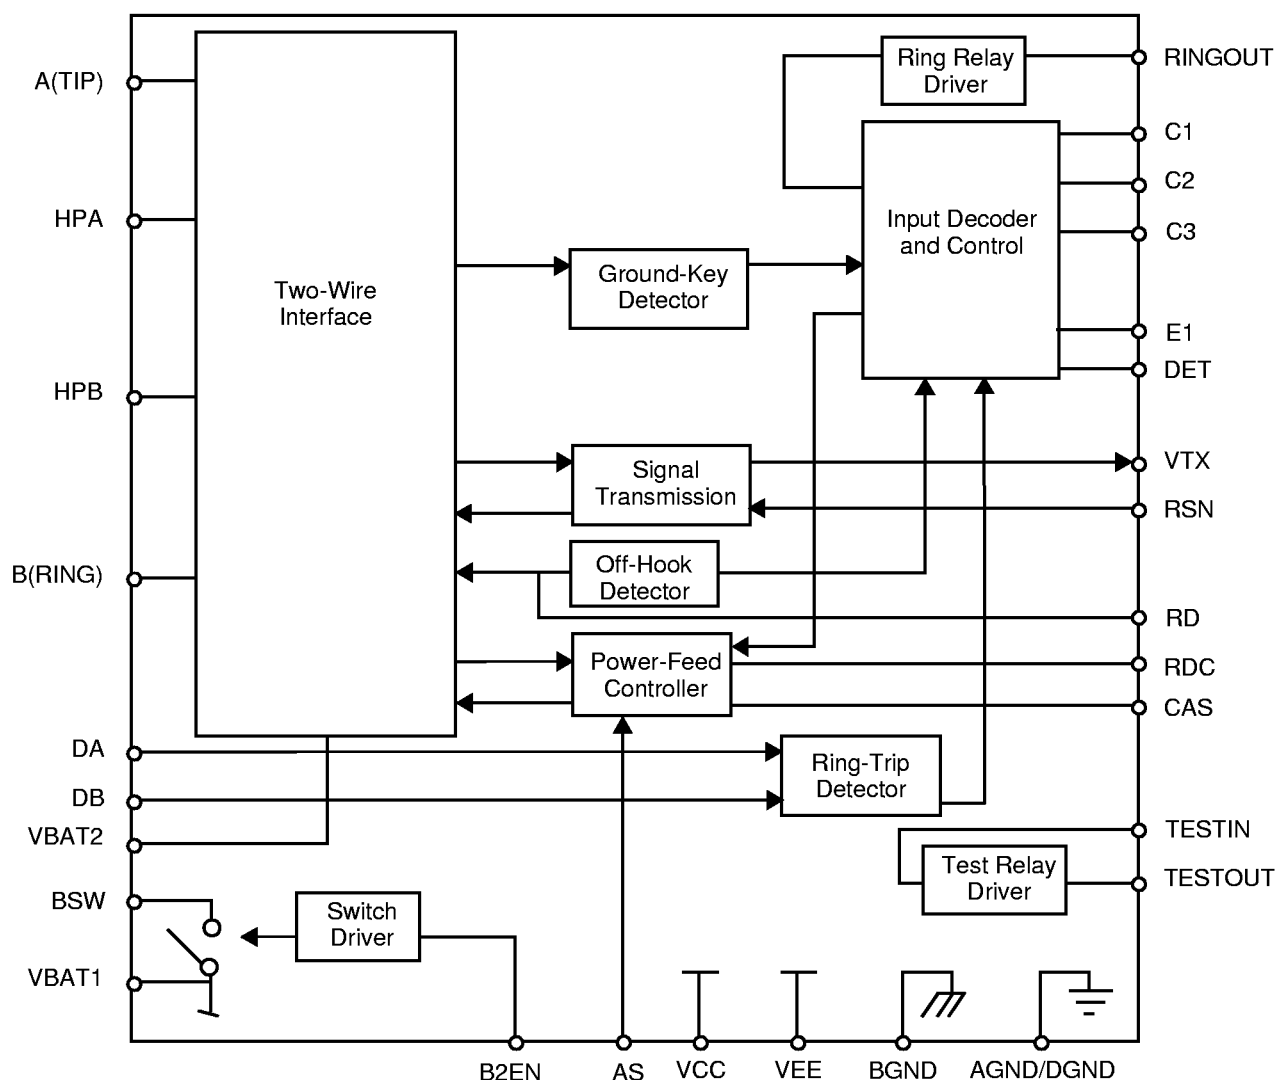 A(TIP)
HPA
HPB
B(RING)
DA
DB
VBAT2
BSW
VBAT1
Two-Wire
Interface
Ground-Key
Detector
Signal
Transmission
Off-Hook
Detector
Power-Feed
Controller
Ring-Trip
Detector
Switch
Driver
Ring Relay
Driver
Input Decoder
and Control
Test Relay
Driver
RINGOUT
C1
C2
C3
E1
DET
VTX
RSN
RD
RDC
CAS
TESTIN
TESTOUT
B2EN
AS
VCC
VEE
BGND
AGND/DGND